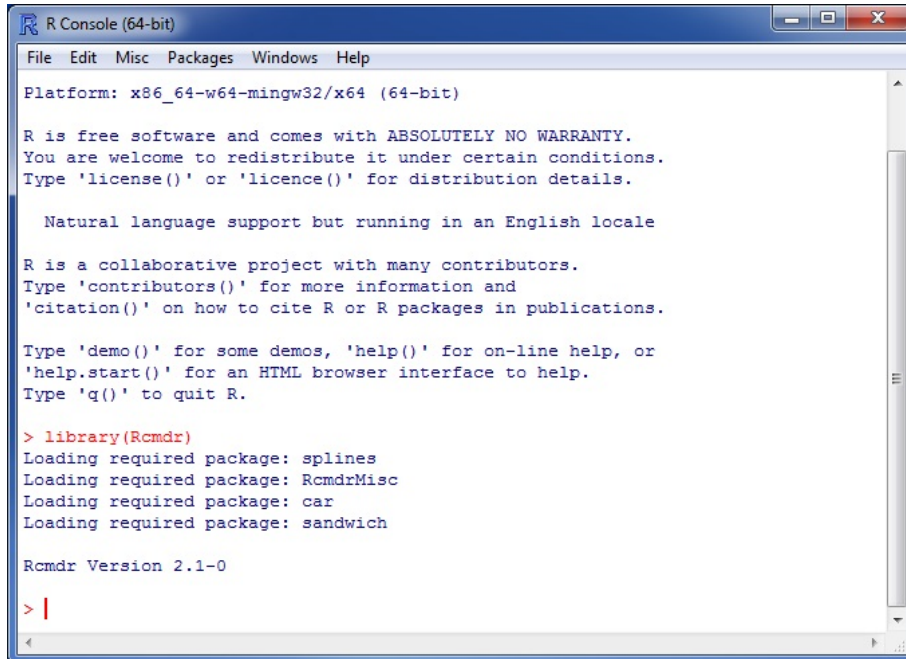 R Console (64-bit)
File Edit Misc Packages Windows Help
Platform: x86_64-w64-mingw32/x64 (64-bit)
R is free software and comes with ABSOLUTELY NO WARRANTY.
You are welcome to redistribute it under certain conditions.
Type 'license()' or 'licence()' for distribution details.
Natural language support but running in an English locale
R is a collaborative project with many contributors.
Type 'contributors()' for more information and
'citation()' on how to cite R or R packages in publications.
Type 'demo()' for some demos, 'help()' for on-line help, or
'help.start()' for an HTML browser interface to help.
Type 'q()' to quit R.
> library(Rcmdr)
Loading required package: splines
Loading required package: RcmdrMisc
Loading required package: car
Loading required package: sandwich
Rcmdr Version 2.1-0
>